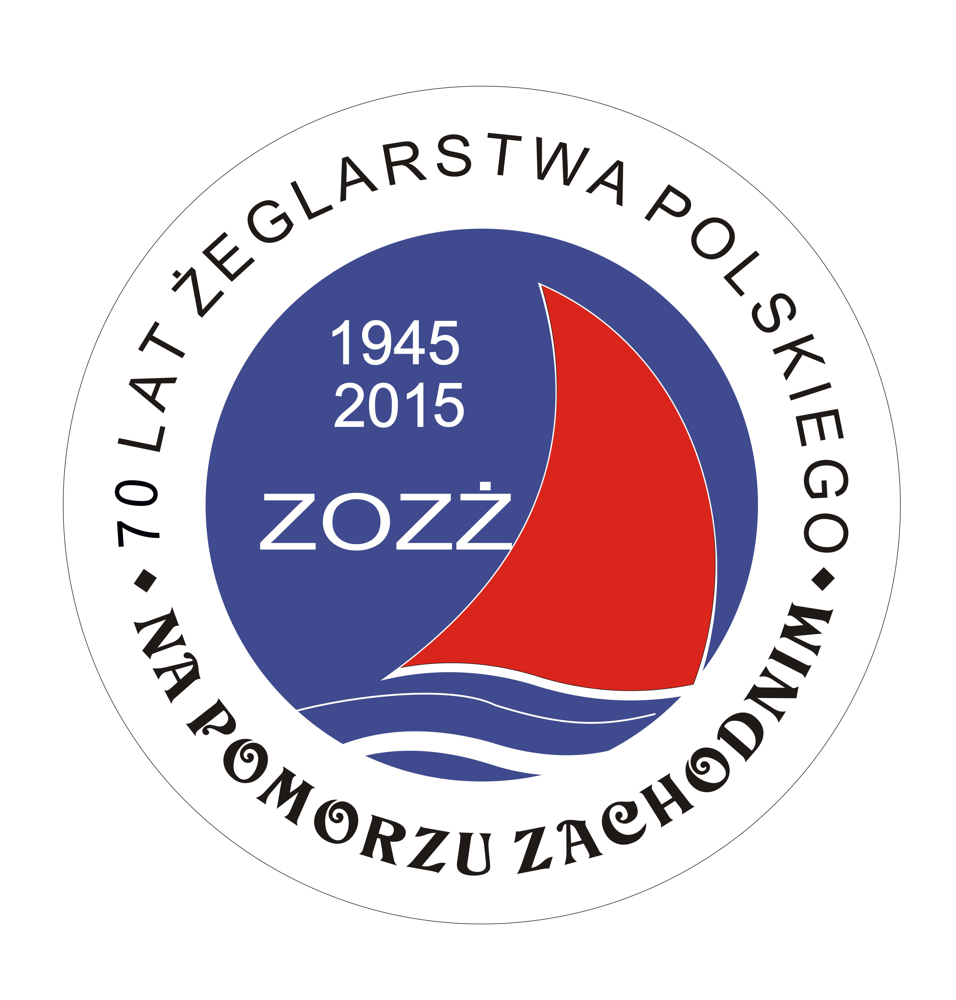 70 LAT ŻEGLARSTWA POLSKIEGO
1945
2015
ZOZŻ
NA POMORZU ZACHODNIM